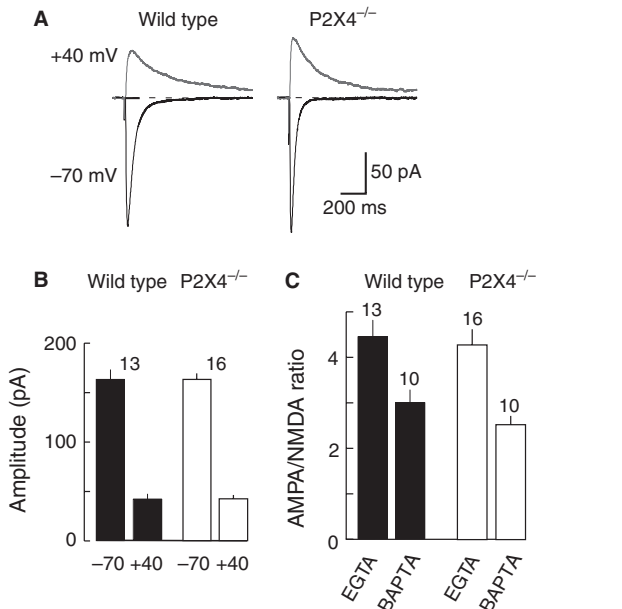 A
Wild type
P2X4–/–
+40 mV
–70 mV
50 pA
200 ms
B
Wild type P2X4–/–
Amplitude (pA)
200
100
0
13
16
–70 +40 –70 +40
C
Wild type P2X4–/–
AMPA/NMDA ratio
4
2
0
13
10
16
10
EGTA
BAPTA
EGTA
BAPTA